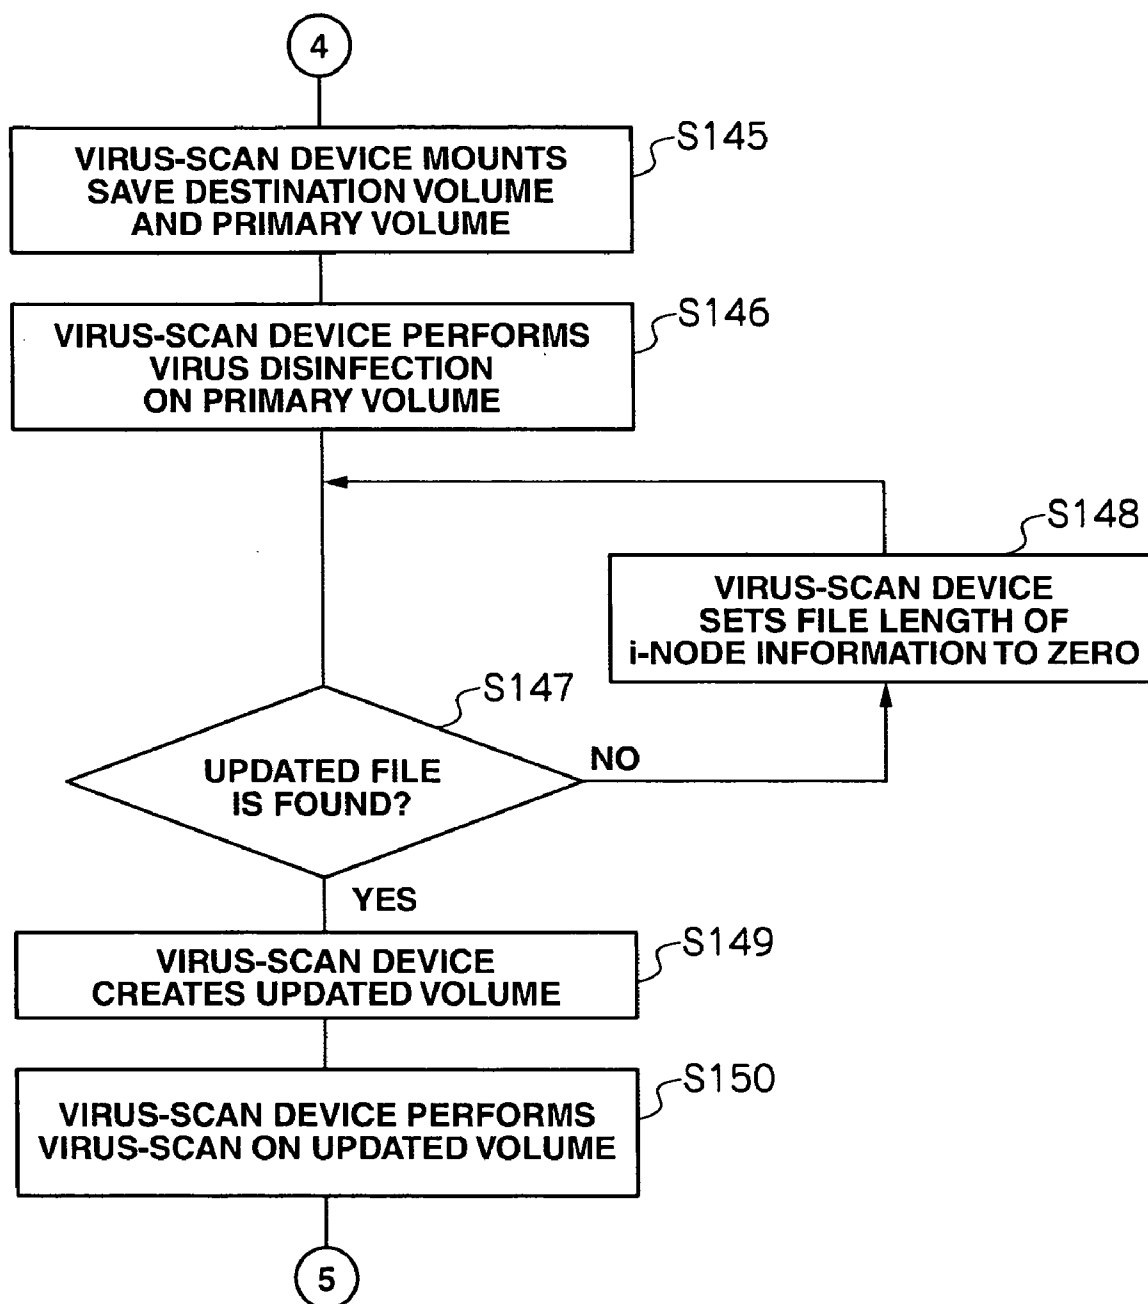 4
S145
VIRUS-SCAN DEVICE MOUNTS
SAVE DESTINATION VOLUME
AND PRIMARY VOLUME
S146
VIRUS-SCAN DEVICE PERFORMS
VIRUS DISINFECTION
ON PRIMARY VOLUME
S148
VIRUS-SCAN DEVICE
SETS FILE LENGTH OF
i-NODE INFORMATION TO ZERO
S147
UPDATED FILE
IS FOUND?
NO
YES
S149
VIRUS-SCAN DEVICE
CREATES UPDATED VOLUME
S150
VIRUS-SCAN DEVICE PERFORMS
VIRUS-SCAN ON UPDATED VOLUME
5